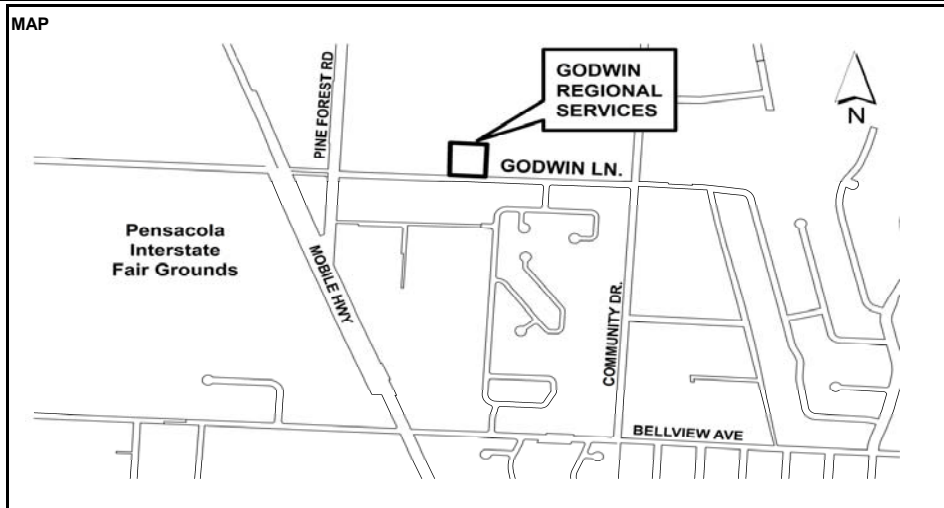 MAP
PINE FOREST RD
GODWIN
REGIONAL
SERVICES
N
GODWIN LN.
Pensacola
Interstate
Fair Grounds
MOBILE HWY
COMMUNITY DR.
BELLVIEW AVE